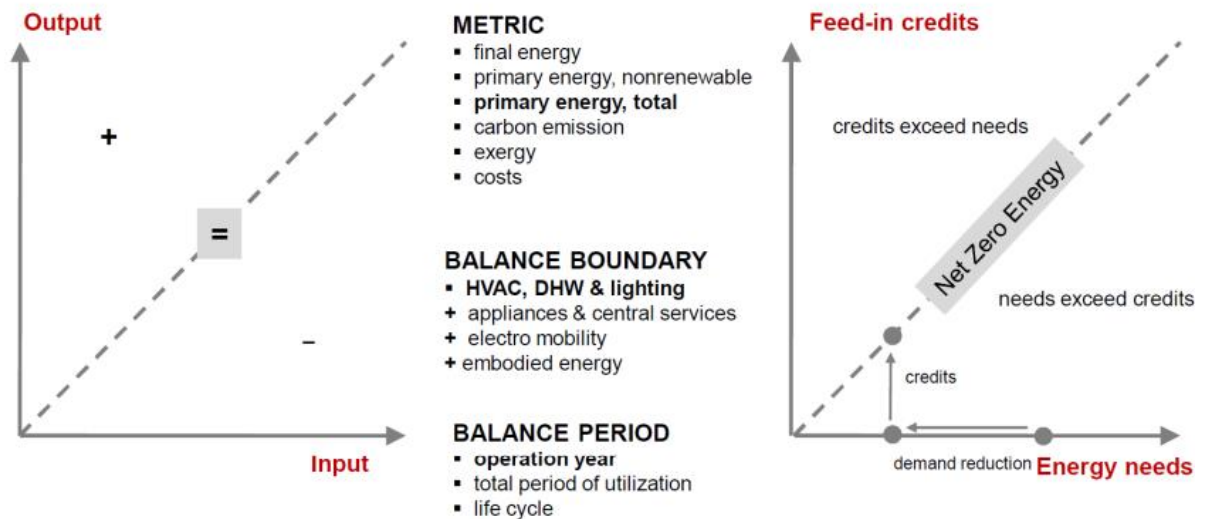 Output
+
=
–
Input
METRIC
▪ final energy
▪ primary energy, nonrenewable
▪ primary energy, total
▪ carbon emission
▪ exergy
▪ costs
BALANCE BOUNDARY
▪ HVAC, DHW & lighting
+ appliances & central services
+ electro mobility
+ embodied energy
BALANCE PERIOD
▪ operation year
▪ total period of utilization
▪ life cycle
Feed-in credits
credits exceed needs
Net Zero Energy
needs exceed credits
credits
demand reduction
Energy needs